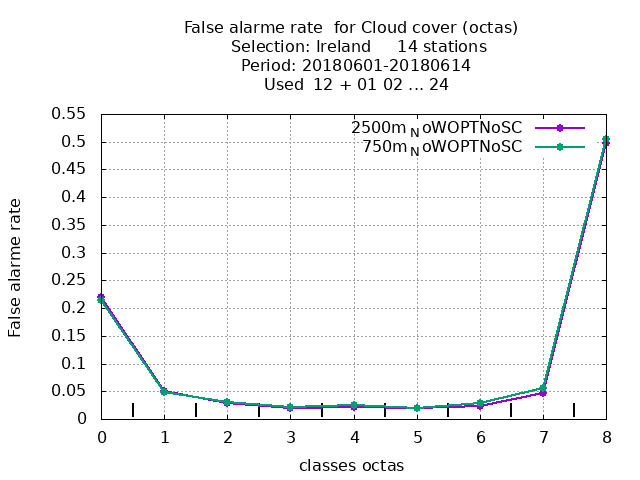 False alarme rate  for Cloud cover (octas)
Selection: Ireland     14 stations
Period: 20180601-20180614
Used  12 + 01 02 ... 24
2500m NoWOPTNoSC
750m NoWOPTNoSC
False alarme rate
0.55
0.5
0.45
0.4
0.35
0.3
0.25
0.2
0.15
0.1
0.05
0
0 1 2 3 4 5 6 7 8
classes octas